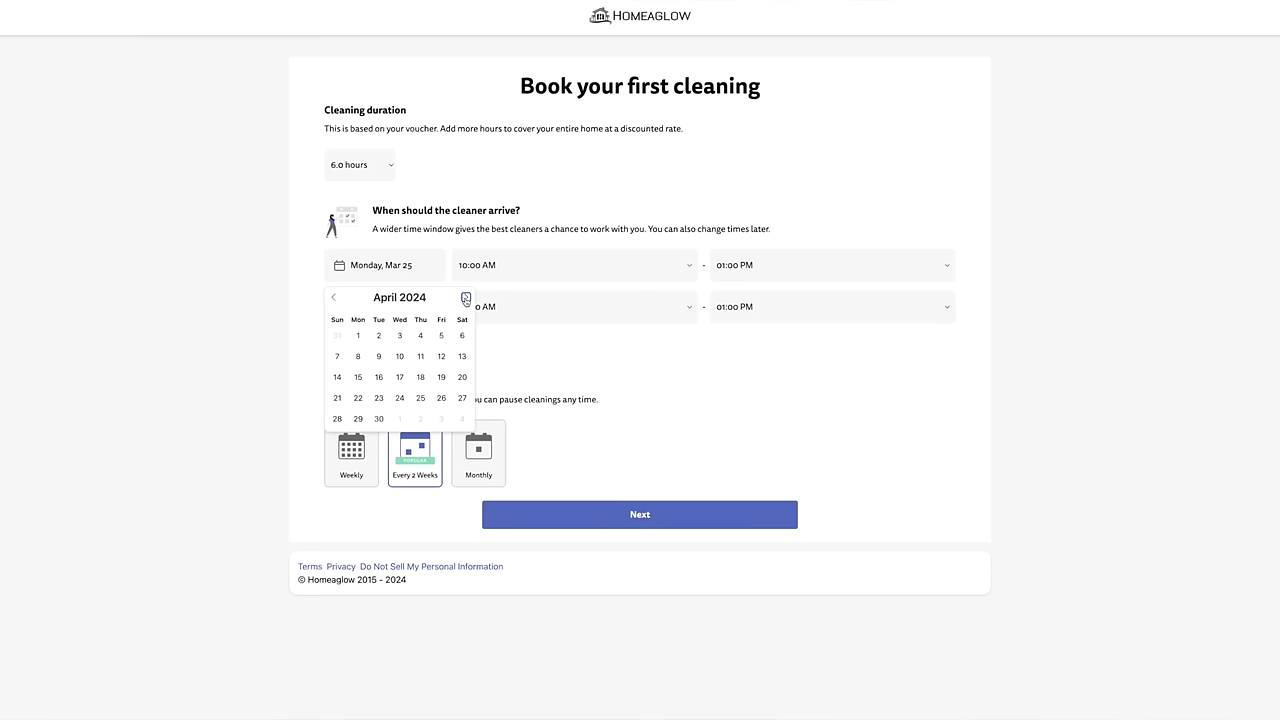 HOMEAGLOW
Book your first cleaning
Cleaning duration
This is based on your voucher. Add more hours to cover your entire home at a discounted rate.
6.0 hours
When should the cleaner arrive?
A wider time window gives the best cleaners a chance to work with you. You can also change times later.
Monday, Mar 25 10:00 AM - 01:00 PM
April 2024
0 AM - 01:00 PM
Sun Mon Tue Wed Thu Fri Sat
31 1 2 3 4 5 6
7 8 9 10 11 12 13
14 15 16 17 18 19 20
21 22 23 24 25 26 27
ou can pause cleanings any time.
28 29 30 1 2 3 4
POPULAR
Weekly Every 2 Weeks Monthly
Next
Terms Privacy Do Not Sell My Personal Information
© Homeaglow 2015 - 2024